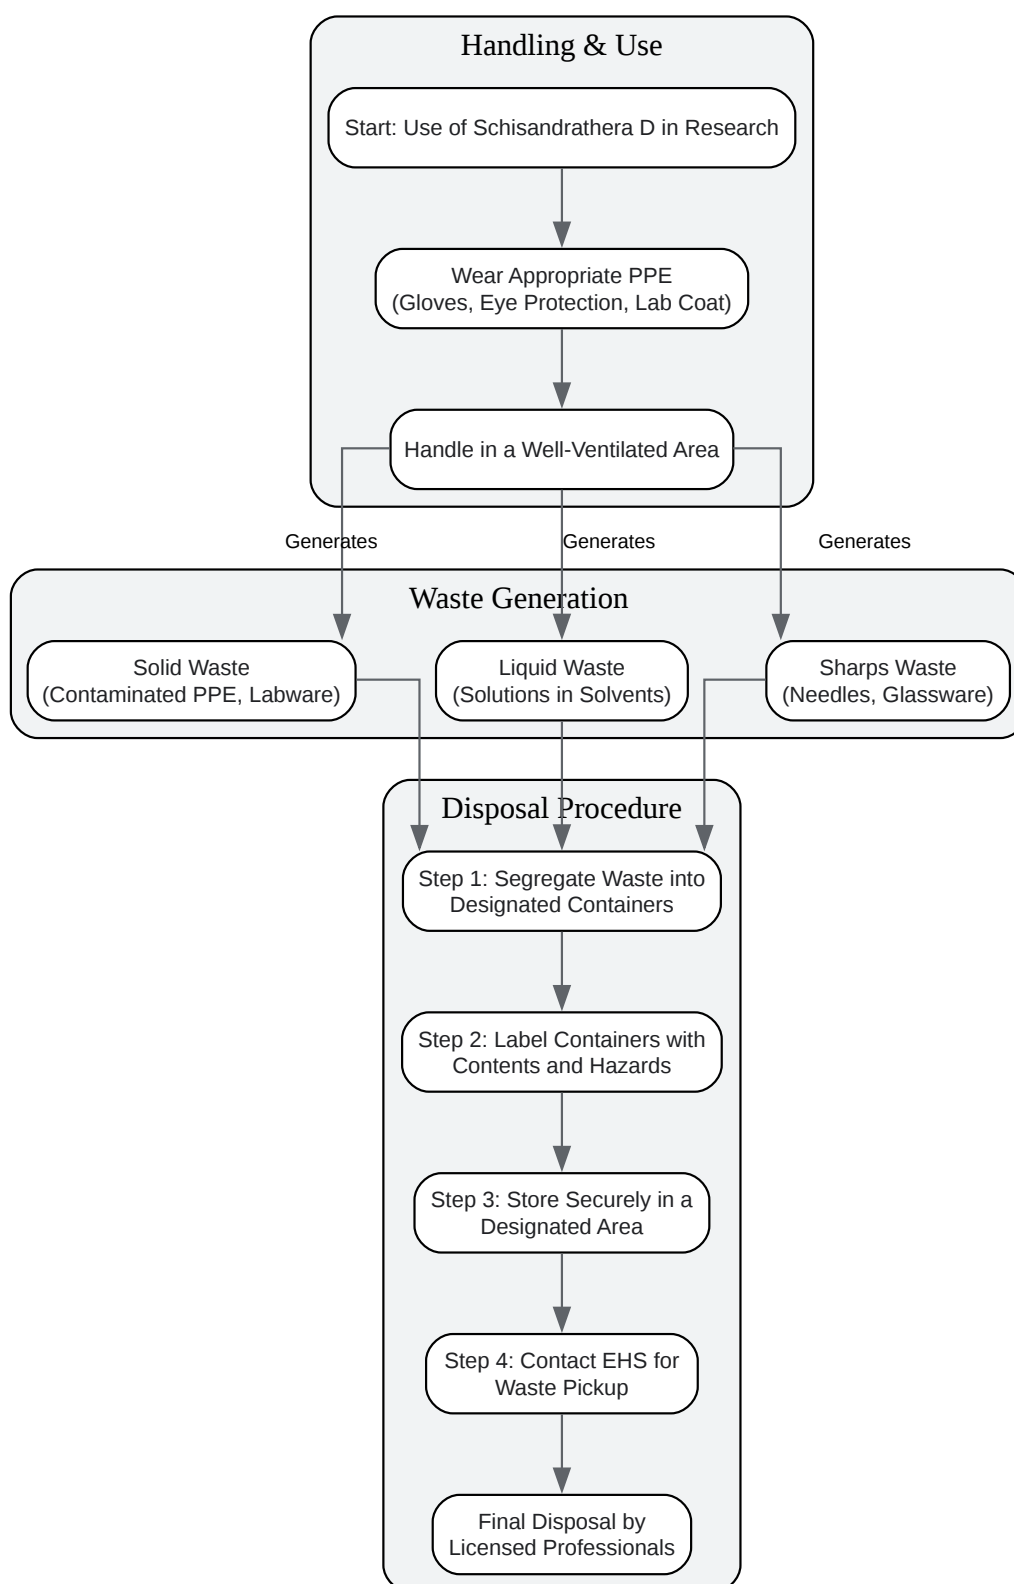 Handling & Use
Start: Use of Schisandrathera D in Research
Wear Appropriate PPE
(Gloves, Eye Protection, Lab Coat)
Handle in a Well-Ventilated Area
Generates
Generates
Generates
Waste Generation
Solid Waste
(Contaminated PPE, Labware)
Liquid Waste
(Solutions in Solvents)
Sharps Waste
(Needles, Glassware)
Disposal Procedure
Step 1: Segregate Waste into
Designated Containers
Step 2: Label Containers with
Contents and Hazards
Step 3: Store Securely in a
Designated Area
Step 4: Contact EHS for
Waste Pickup
Final Disposal by
Licensed Professionals